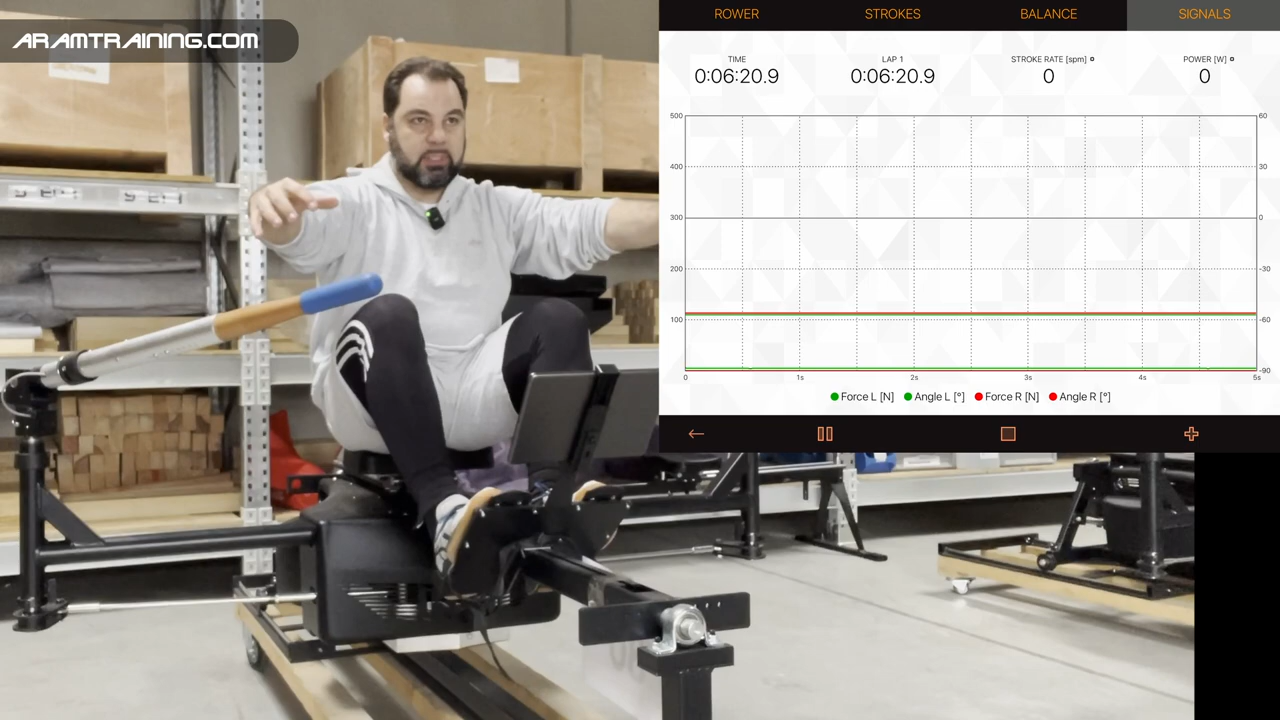 ARAMTRAINING.COM
ROWER STROKES BALANCE SIGNALS
TIME LAP 1 STROKE RATE [spm] POWER [W]
0:06:20.9 0:06:20.9 0 0
500 60
400 30
300 0
200 -30
100 -60
-90
0 1s 2s 3s 4s 5s
Force L [N] Angle L [°] Force R [N] Angle R [°]